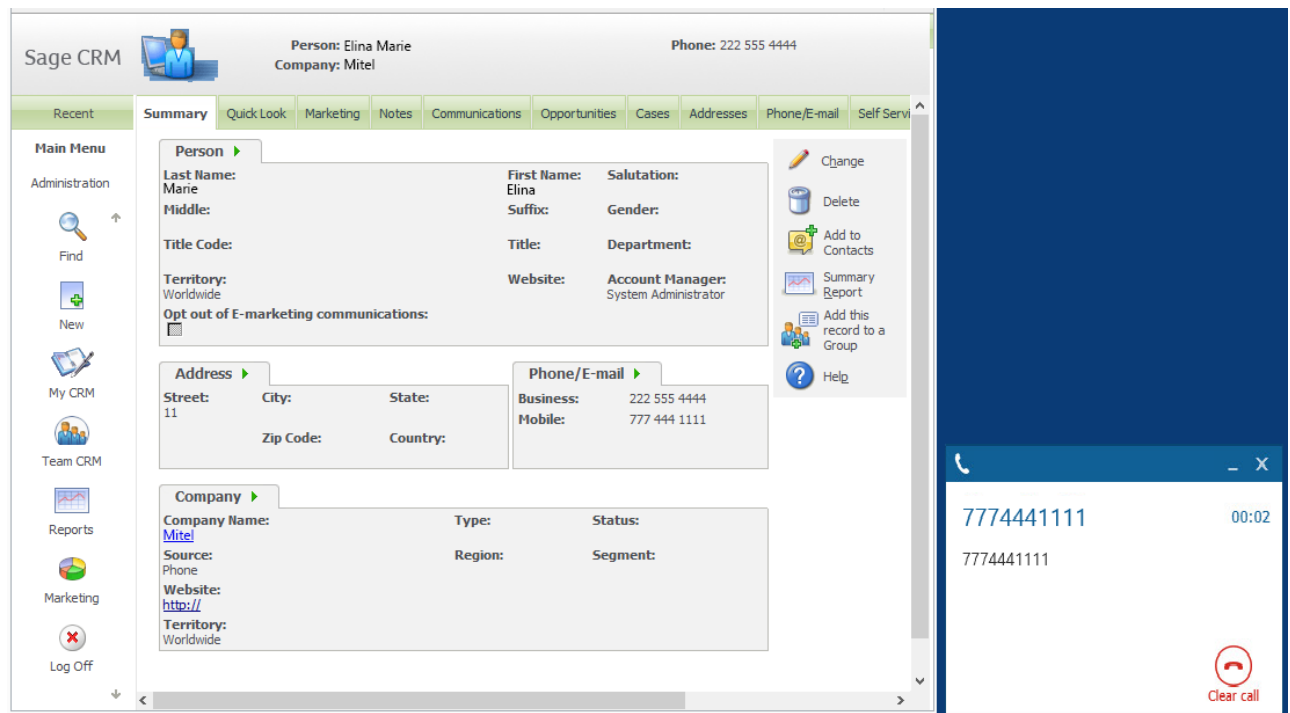 Sage CRM
Person: Elina Marie
Company: Mitel
Phone: 222 555 4444
Recent
Summary Quick Look Marketing Notes Communications Opportunities Cases Addresses Phone/E-mail Self Servi
Main Menu
Administration
Find
New
My CRM
Team CRM
Reports
Marketing
Log Off
Person
Last Name: First Name: Salutation:
Marie Elina
Middle: Suffix: Gender:
Title Code: Title: Department:
Territory: Website: Account Manager:
Worldwide System Administrator
Opt out of E-marketing communications:
Change
Delete
Add to
Contacts
Summary
Report
Add this
record to a
Group
Help
Address
Street: City: State:
11
Zip Code: Country:
Phone/E-mail
Business: 222 555 4444
Mobile: 777 444 1111
Company
Company Name: Type: Status:
Mitel
Source: Region: Segment:
Phone
Website:
http://
Territory:
Worldwide
7774441111 00:02
7774441111
Clear call